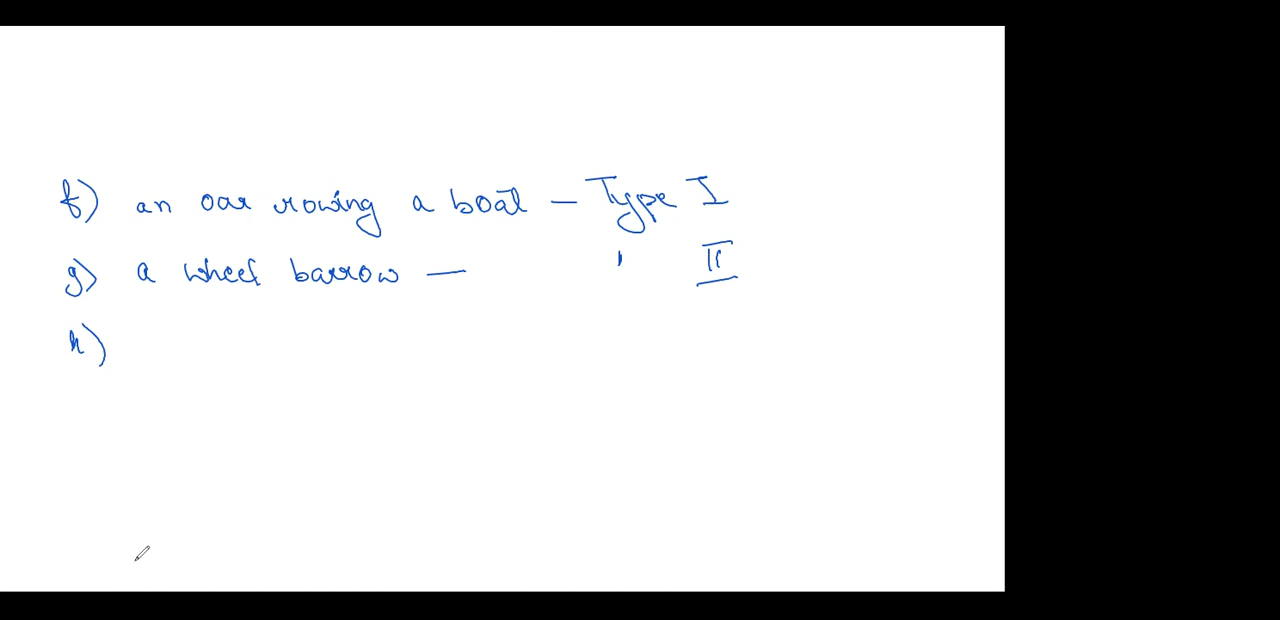 f) an oar rowing a boat – Type I
g) a wheel barrow – " II
h)